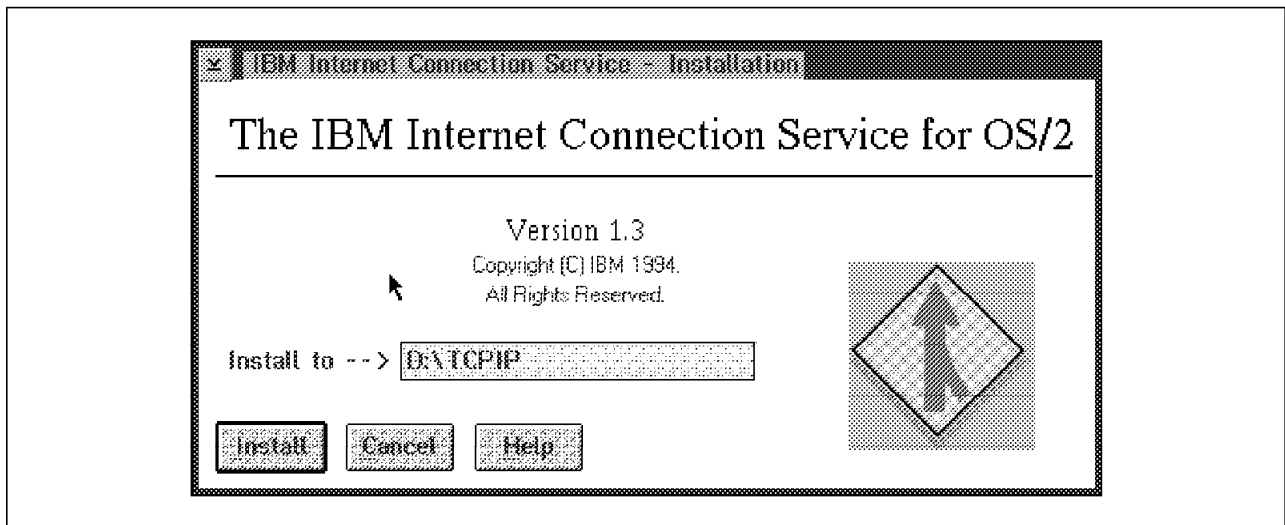 IBM Internet Connection Service - Installation
The IBM Internet Connection Service for OS/2
Version 1.3
Copyright (C) IBM 1994.
All Rights Reserved.
Install to --> D:\TCPIP
Install Cancel Help